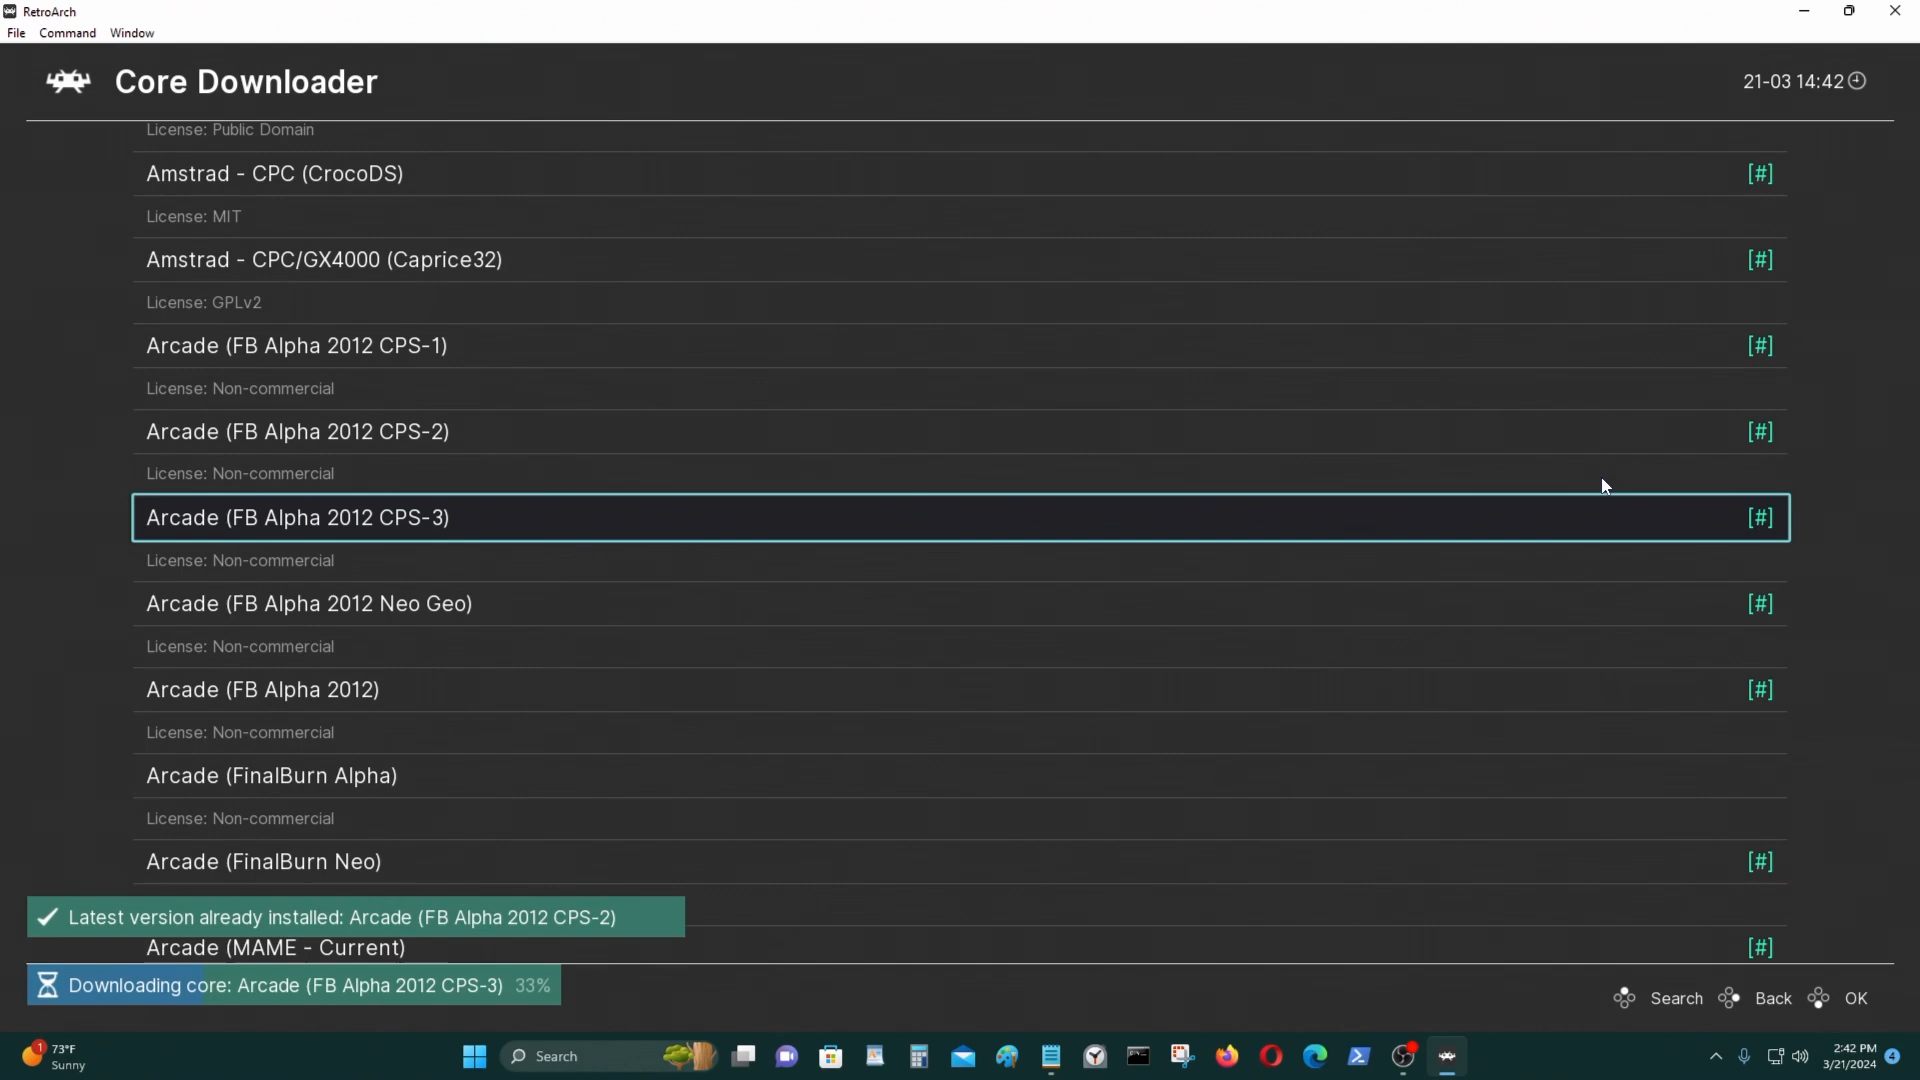 RetroArch
File Command Window
Core Downloader
21-03 14:42
License: Public Domain
Amstrad - CPC (CrocoDS) [#]
License: MIT
Amstrad - CPC/GX4000 (Caprice32) [#]
License: GPLv2
Arcade (FB Alpha 2012 CPS-1) [#]
License: Non-commercial
Arcade (FB Alpha 2012 CPS-2) [#]
License: Non-commercial
Arcade (FB Alpha 2012 CPS-3) [#]
License: Non-commercial
Arcade (FB Alpha 2012 Neo Geo) [#]
License: Non-commercial
Arcade (FB Alpha 2012) [#]
License: Non-commercial
Arcade (FinalBurn Alpha)
License: Non-commercial
Arcade (FinalBurn Neo) [#]
Latest version already installed: Arcade (FB Alpha 2012 CPS-2)
Arcade (MAME - Current) [#]
Downloading core: Arcade (FB Alpha 2012 CPS-3) 33%
Search Back OK
1 73°F
Sunny
Search
2:42 PM
3/21/2024
4